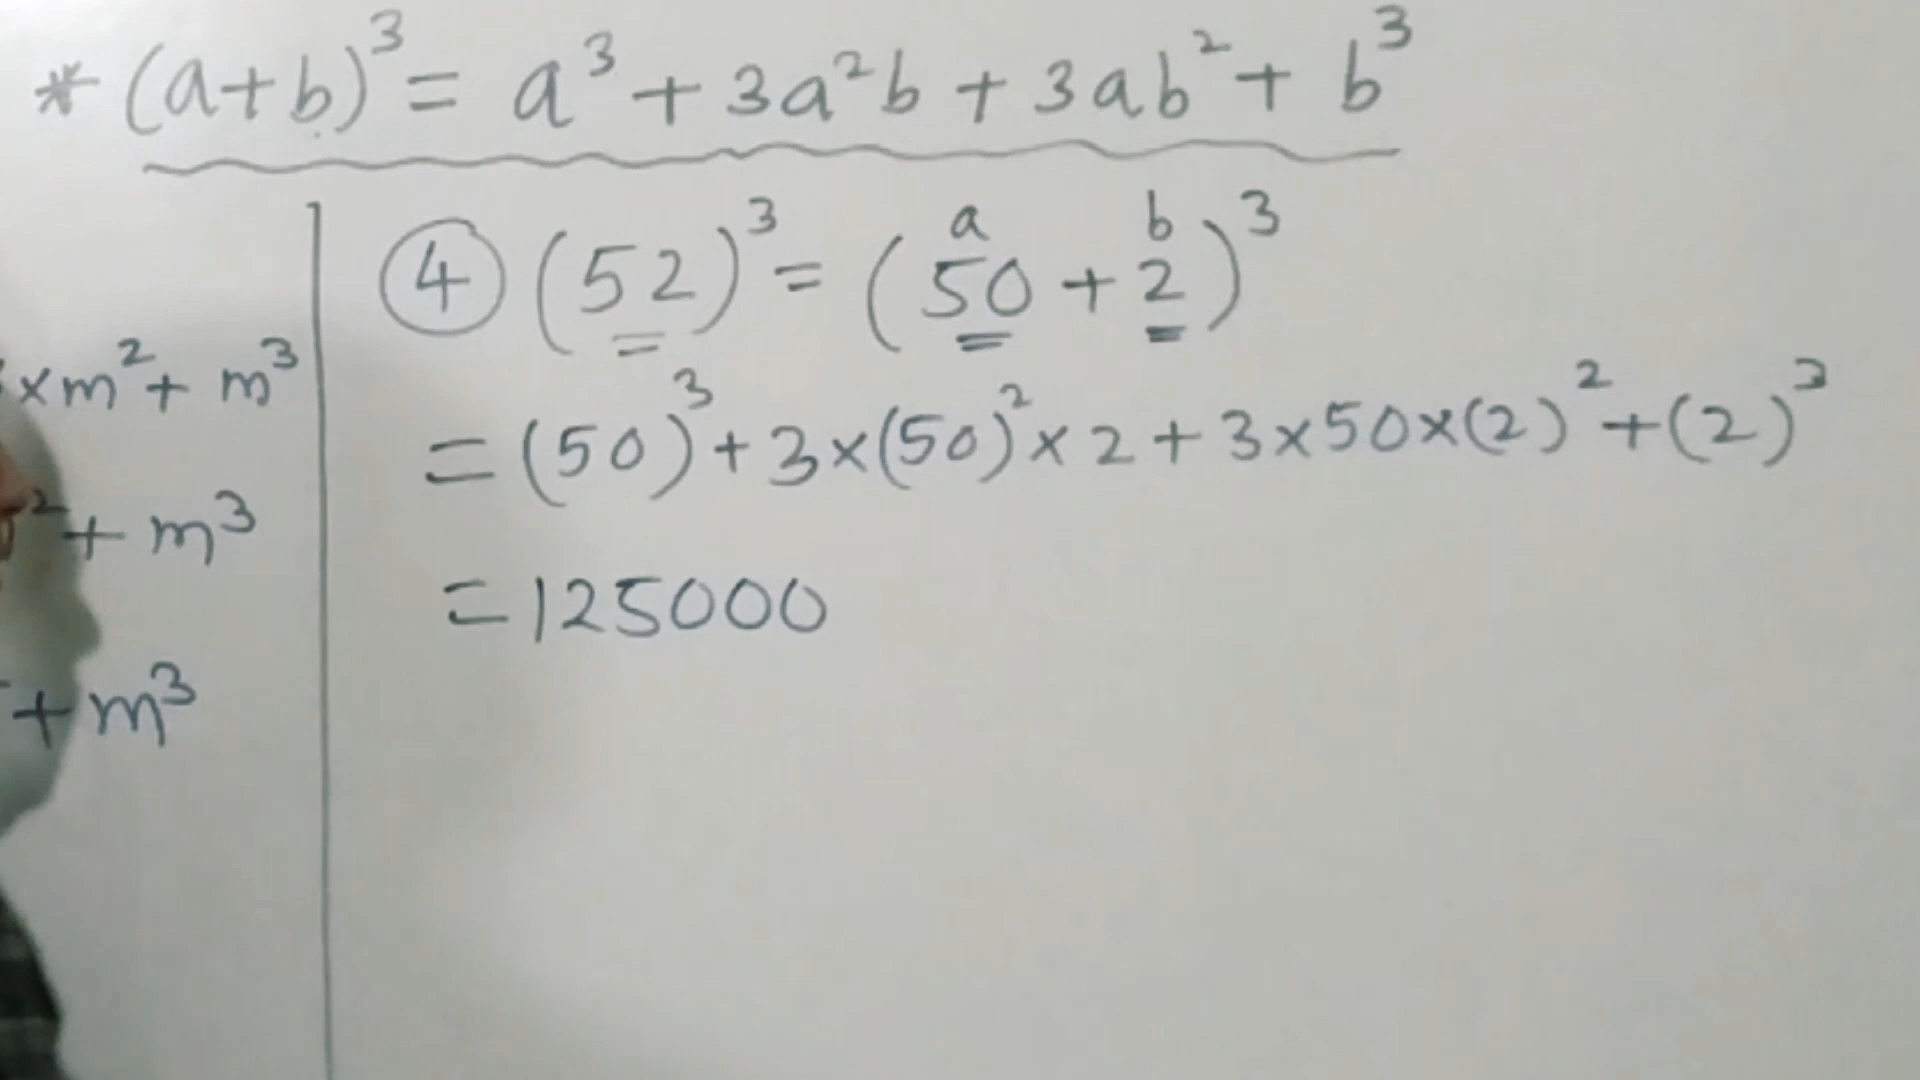 * (a+b)³ = a³ + 3a²b + 3ab² + b³
④ (52)³ = (50 + 2)³
a b
= (50)³ + 3×(50)²×2 + 3×50×(2)² + (2)³
= 125000
×m² + m³
² + m³
+ m³